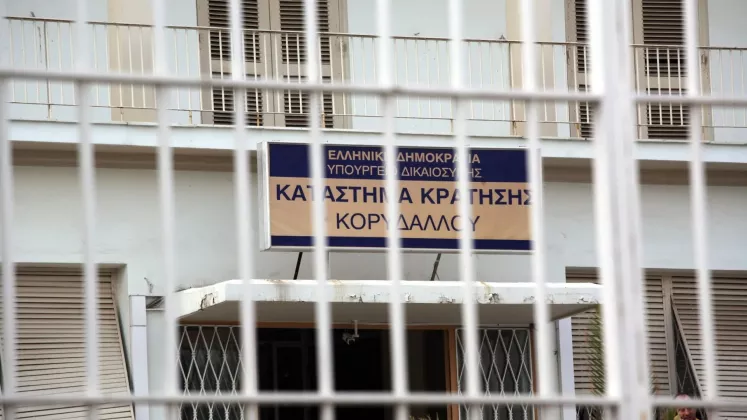 ΕΛΛΗΝΙΚΗ ΔΗΜΟΚΡΑΤΙΑ
ΥΠΟΥΡΓΕΙΟ ΔΙΚΑΙΟΣΥΝΗΣ
ΚΑΤΑΣΤΗΜΑ ΚΡΑΤΗΣΗΣ
ΚΟΡΥΔΑΛΛΟΥ